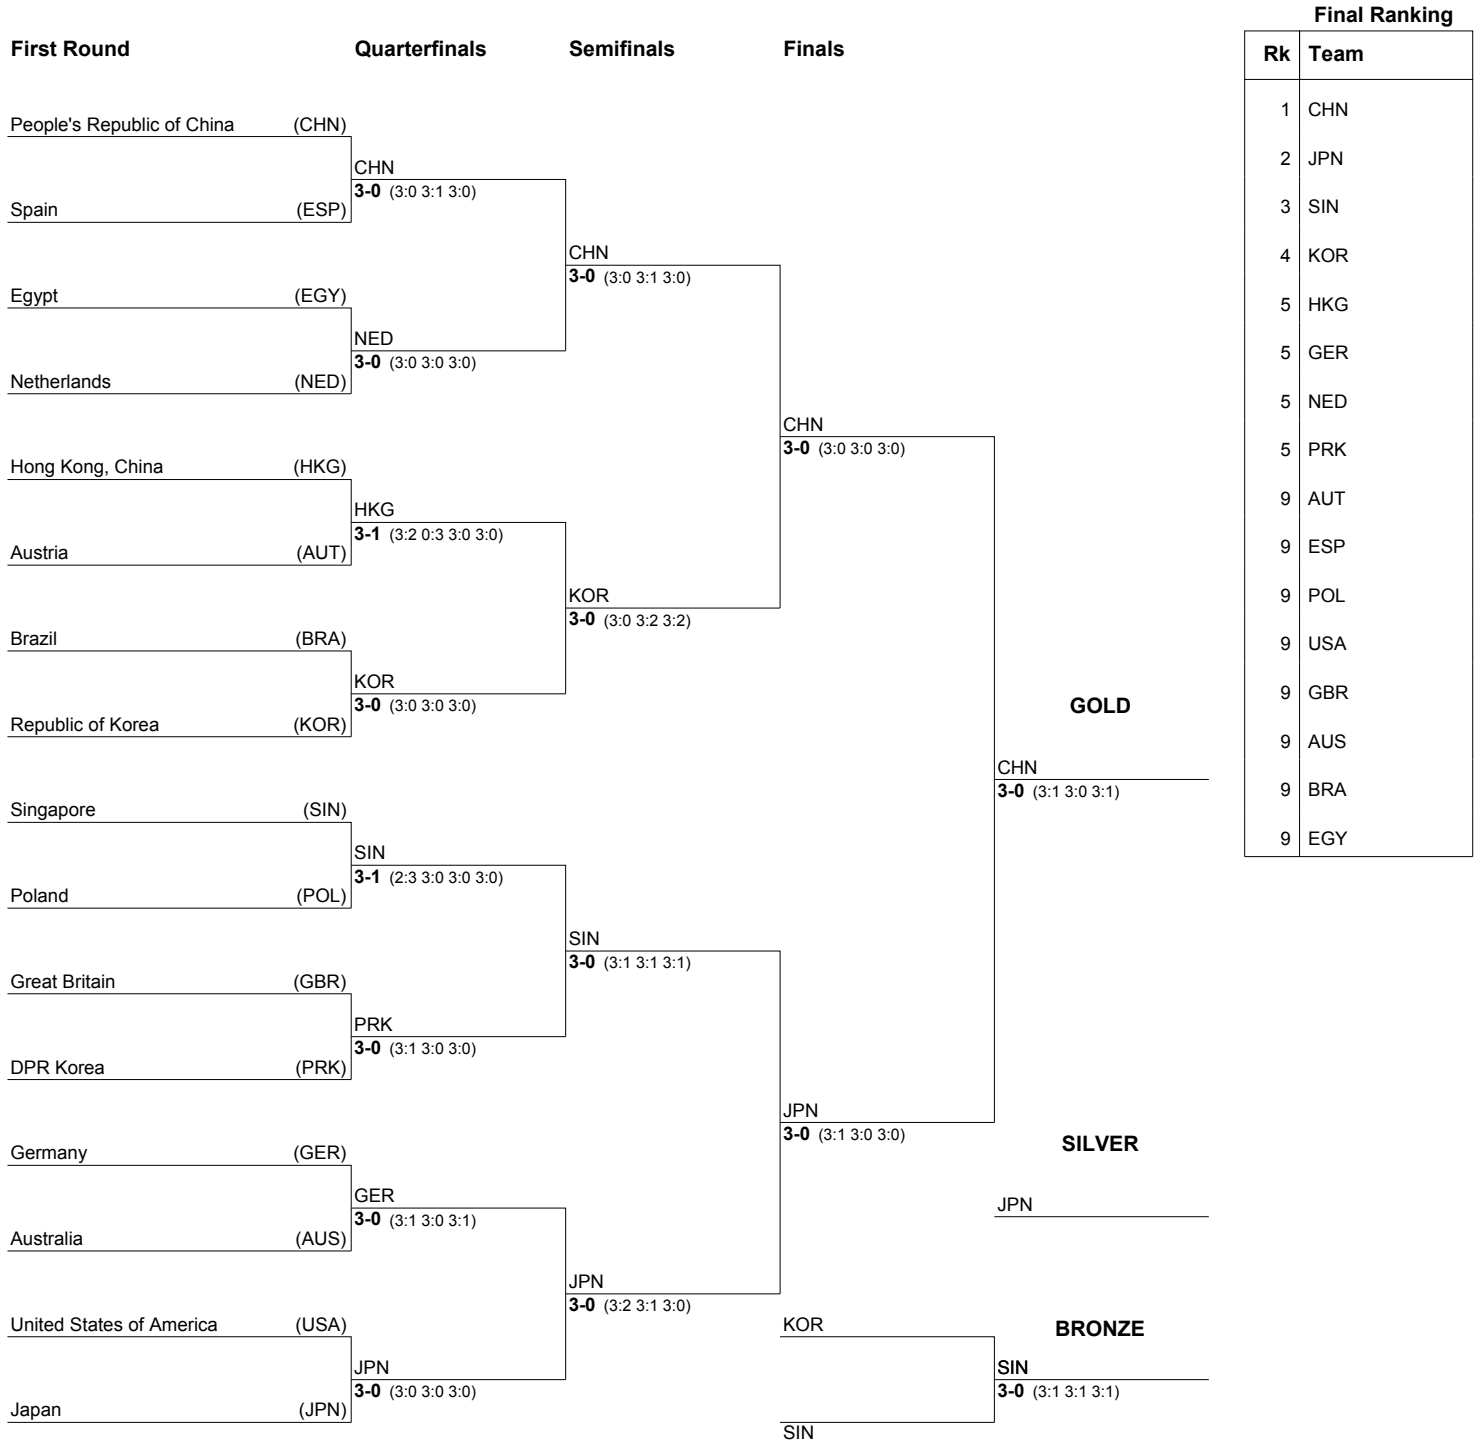 Final Ranking
First Round Quarterfinals Semifinals Finals
Rk Team
People's Republic of China (CHN)
1 CHN
CHN
2 JPN
3-0 (3:0 3:1 3:0)
Spain (ESP)
3 SIN
CHN
4 KOR
3-0 (3:0 3:1 3:0)
Egypt (EGY)
5 HKG
NED
5 GER
3-0 (3:0 3:0 3:0)
Netherlands (NED)
5 NED
CHN
3-0 (3:0 3:0 3:0)
5 PRK
Hong Kong, China (HKG)
9 AUT
HKG
3-1 (3:2 0:3 3:0 3:0)
Austria (AUT)
9 ESP
KOR
9 POL
3-0 (3:0 3:2 3:2)
Brazil (BRA)
9 USA
KOR
9 GBR
3-0 (3:0 3:0 3:0)
GOLD
Republic of Korea (KOR)
9 AUS
CHN
3-0 (3:1 3:0 3:1)
9 BRA
Singapore (SIN)
9 EGY
SIN
3-1 (2:3 3:0 3:0 3:0)
Poland (POL)
SIN
3-0 (3:1 3:1 3:1)
Great Britain (GBR)
PRK
3-0 (3:1 3:0 3:0)
DPR Korea (PRK)
JPN
3-0 (3:1 3:0 3:0)
SILVER
Germany (GER)
GER
JPN
3-0 (3:1 3:0 3:1)
Australia (AUS)
JPN
3-0 (3:2 3:1 3:0)
United States of America (USA)
KOR
BRONZE
JPN
SIN
3-0 (3:0 3:0 3:0)
3-0 (3:1 3:1 3:1)
Japan (JPN)
SIN